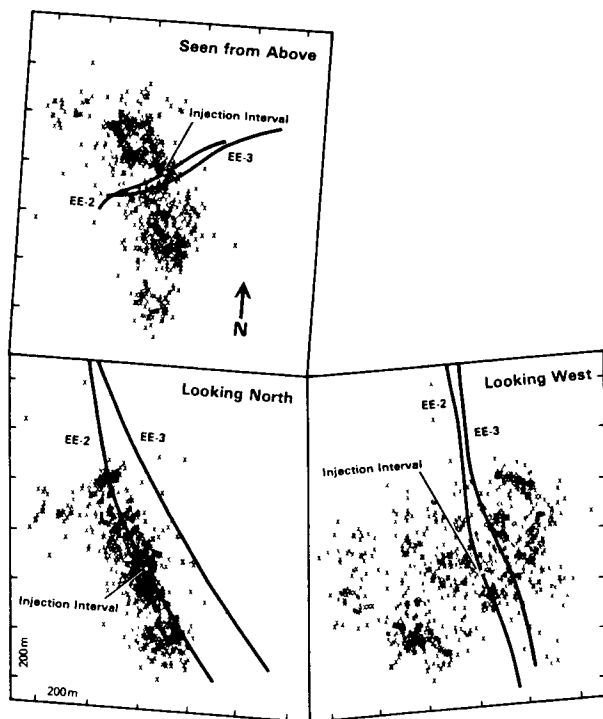 Seen from Above
Injection Interval
EE-3
EE-2
N
Looking North
EE-2
EE-3
Injection Interval
200m
200m
Looking West
EE-2
EE-3
Injection Interval